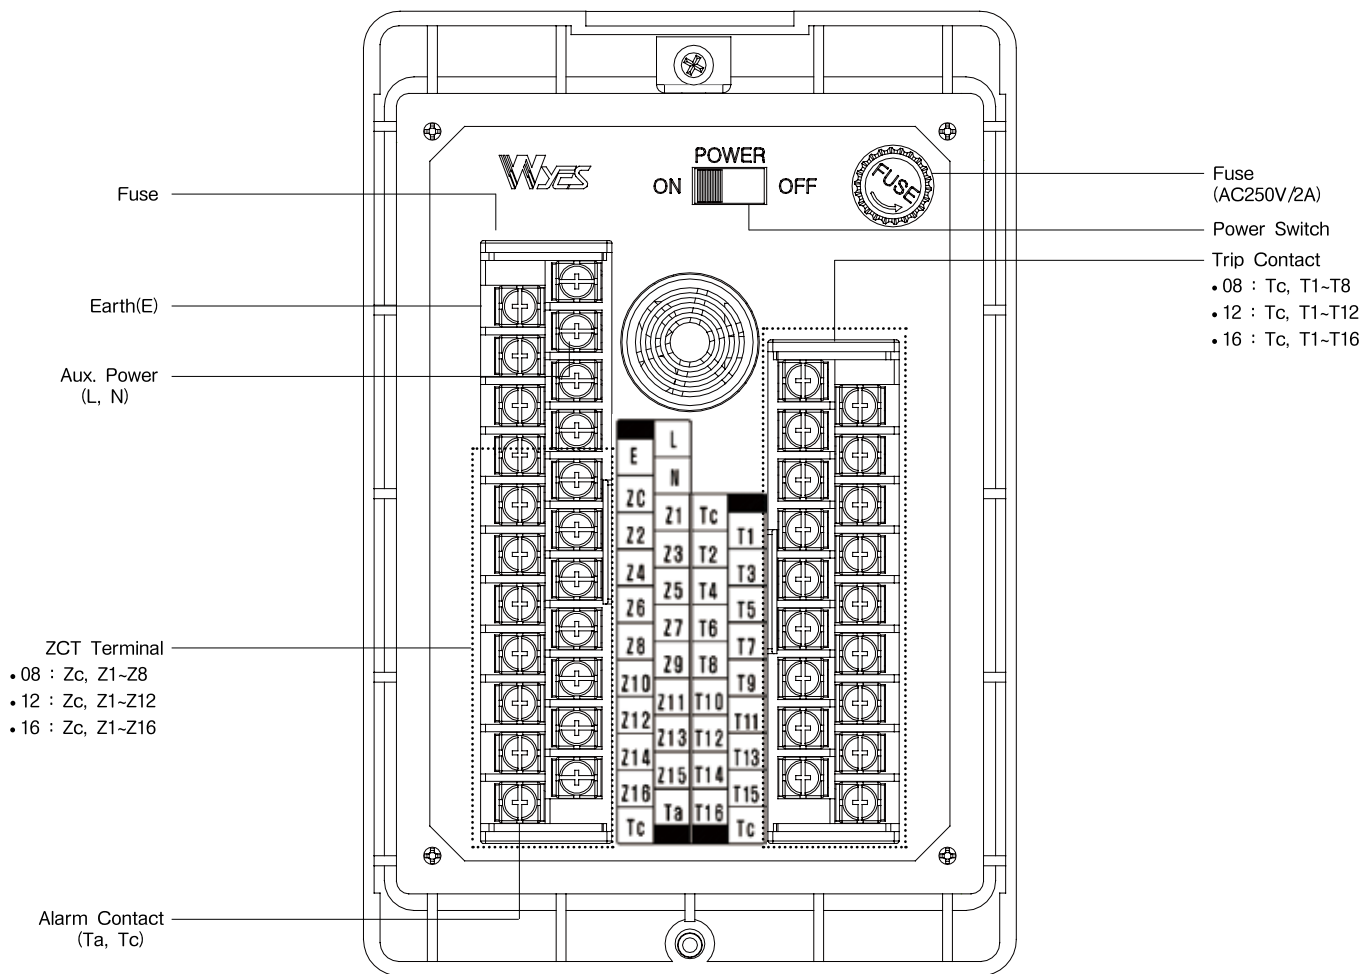 WYES
POWER
ON OFF
FUSE
Fuse
Earth(E)
Aux. Power
(L, N)
ZCT Terminal
• 08 : Zc, Z1~Z8
• 12 : Zc, Z1~Z12
• 16 : Zc, Z1~Z16
Alarm Contact
(Ta, Tc)
Fuse
(AC250V/2A)
Power Switch
Trip Contact
• 08 : Tc, T1~T8
• 12 : Tc, T1~T12
• 16 : Tc, T1~T16
L
E
N
ZC
Z1 Tc
Z2 T1
Z3 T2
Z4 T3
Z5 T4
Z6 T5
Z7 T6
Z8 T7
Z9 T8
Z10 T9
Z11 T10
Z12 T11
Z13 T12
Z14 T13
Z15 T14
Z16 T15
Ta T16
Tc Tc